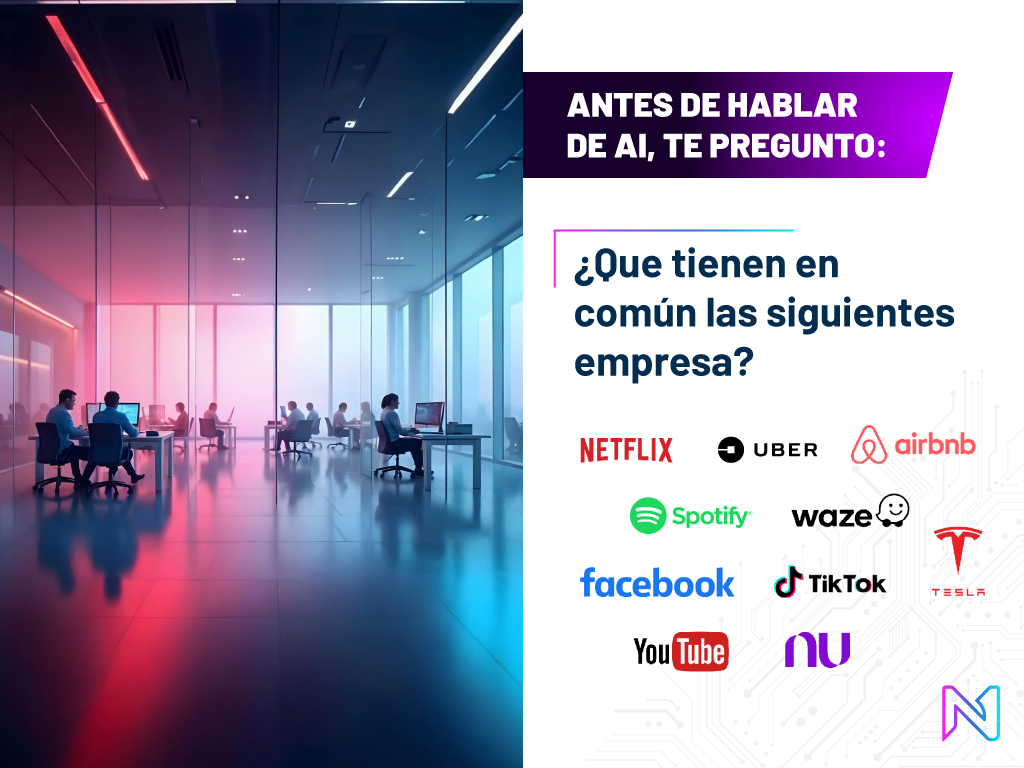 ANTES DE HABLAR
DE AI, TE PREGUNTO:
¿Que tienen en
común las siguientes
empresa?
NETFLIX
UBER
airbnb
Spotify®
waze
TESLA
facebook
TikTok
YouTube
nu
N